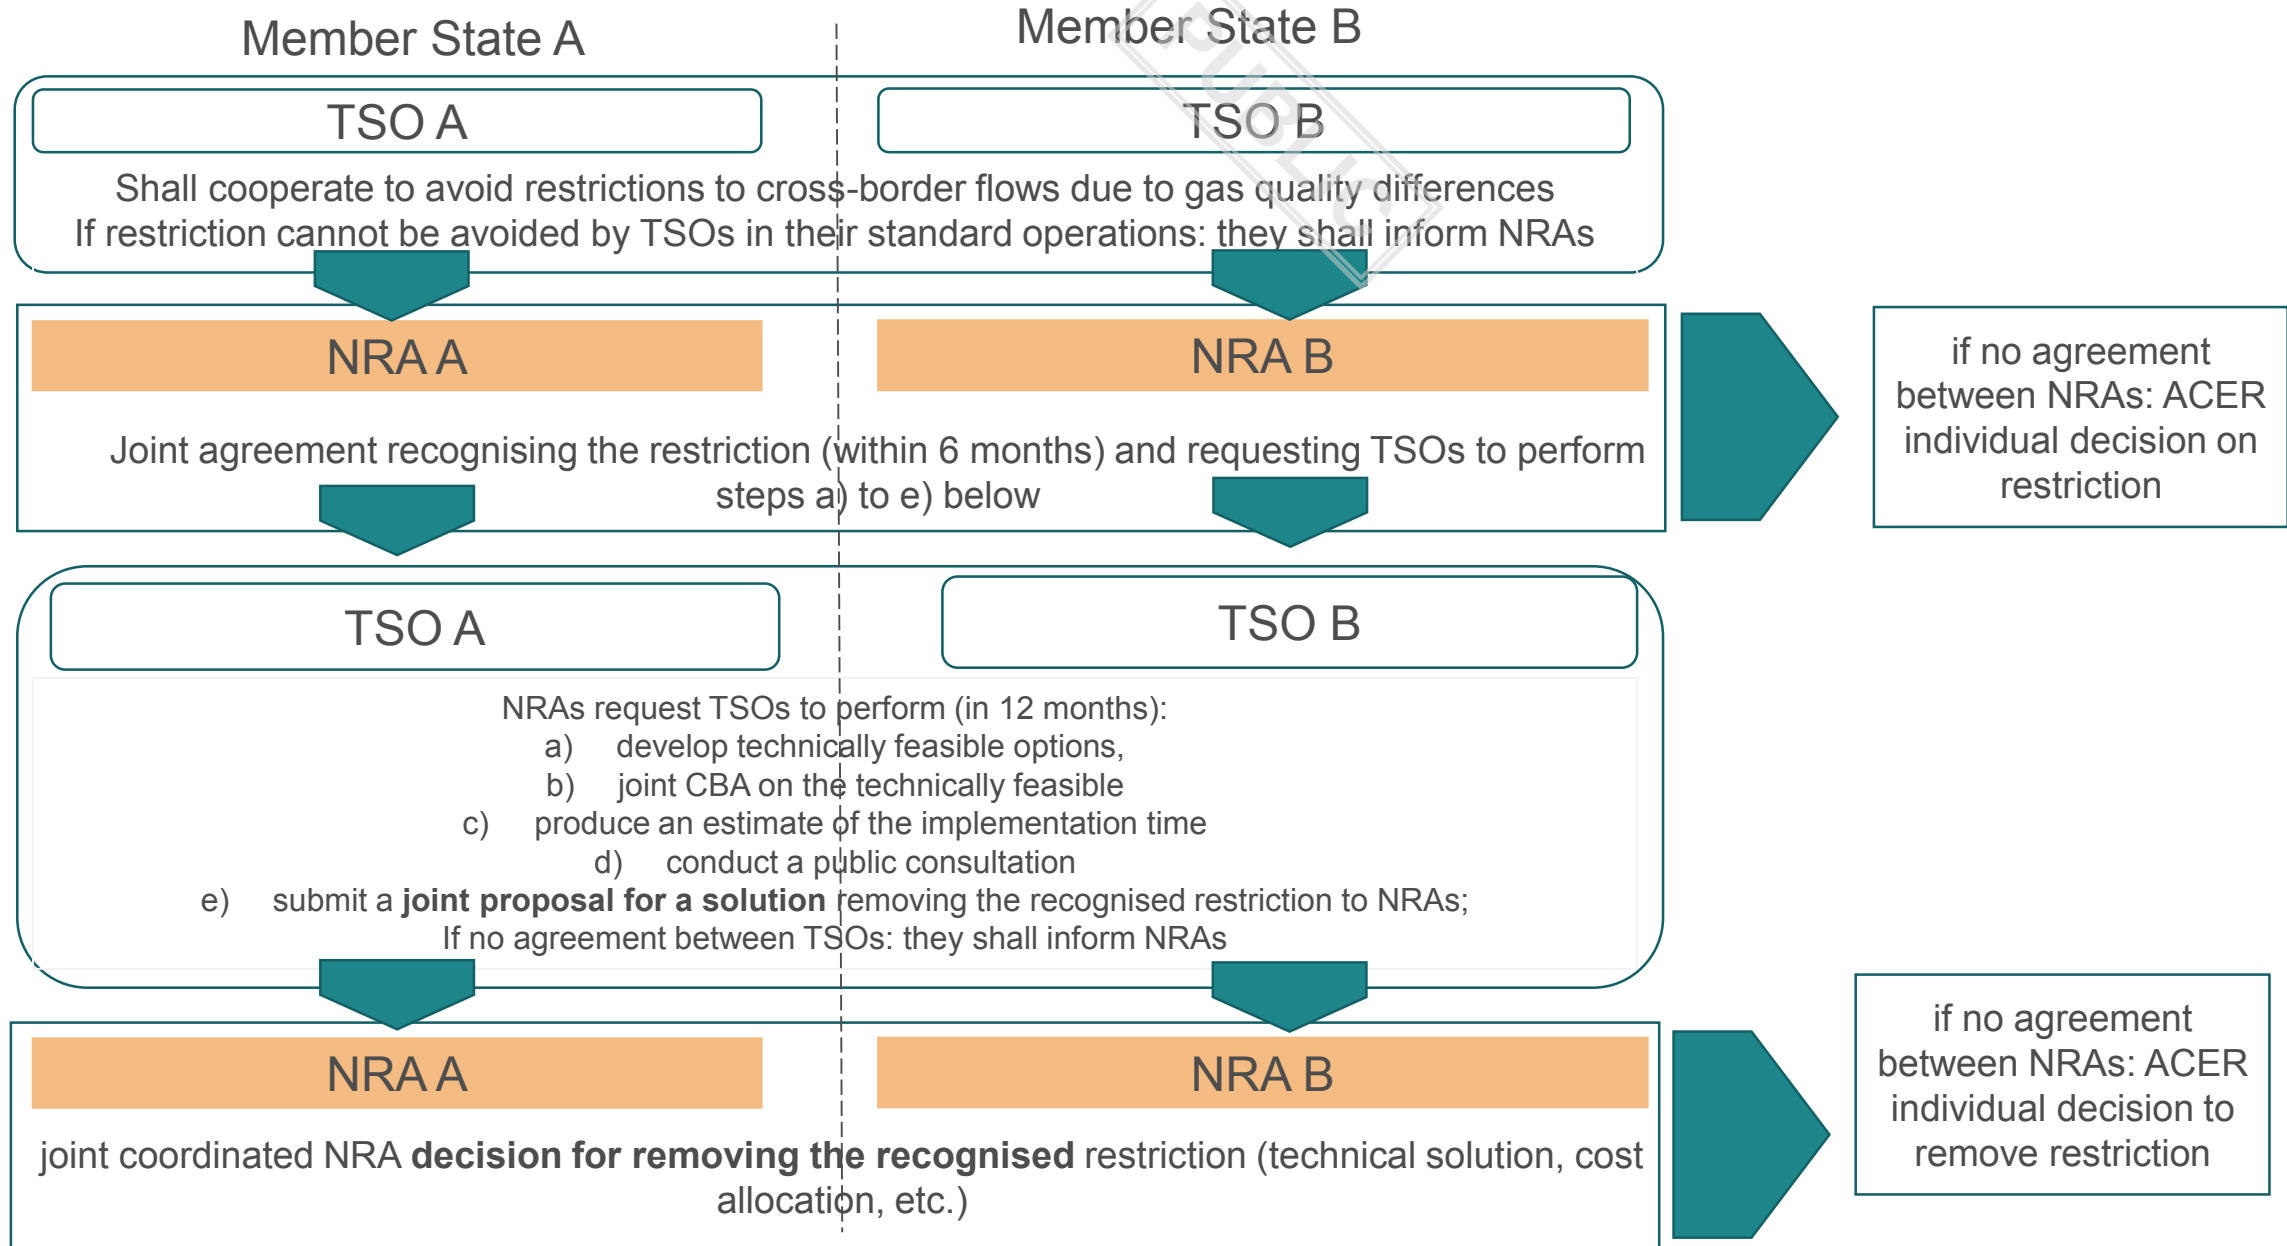 Member State A
Member State B
PUBLIC
TSO A
TSO B
Shall cooperate to avoid restrictions to cross-border flows due to gas quality differences
If restriction cannot be avoided by TSOs in their standard operations: they shall inform NRAs
NRA A
NRA B
Joint agreement recognising the restriction (within 6 months) and requesting TSOs to perform
steps a) to e) below
if no agreement
between NRAs: ACER
individual decision on
restriction
TSO A
TSO B
NRAs request TSOs to perform (in 12 months):
a) develop technically feasible options,
b) joint CBA on the technically feasible
c) produce an estimate of the implementation time
d) conduct a public consultation
e) submit a joint proposal for a solution removing the recognised restriction to NRAs;
If no agreement between TSOs: they shall inform NRAs
NRA A
NRA B
joint coordinated NRA decision for removing the recognised restriction (technical solution, cost
allocation, etc.)
if no agreement
between NRAs: ACER
individual decision to
remove restriction